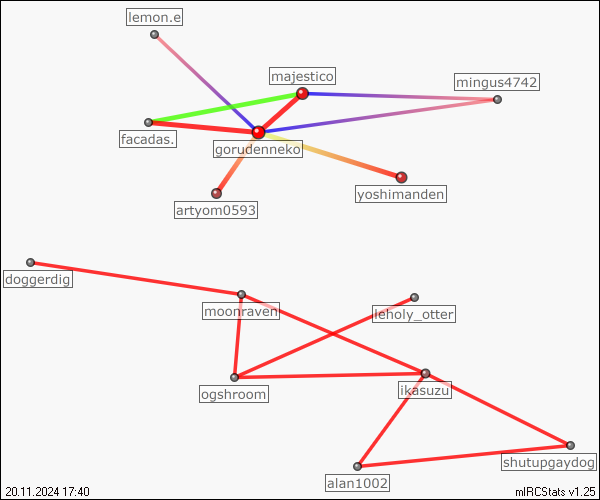 lemon.e
majestico
mingus4742
facadas.
gorudenneko
yoshimanden
artyom0593
doggerdig
moonraven
leholy_otter
ogshroom
ikasuzu
shutupgaydog
alan1002
20.11.2024 17:40
mIRCStats v1.25